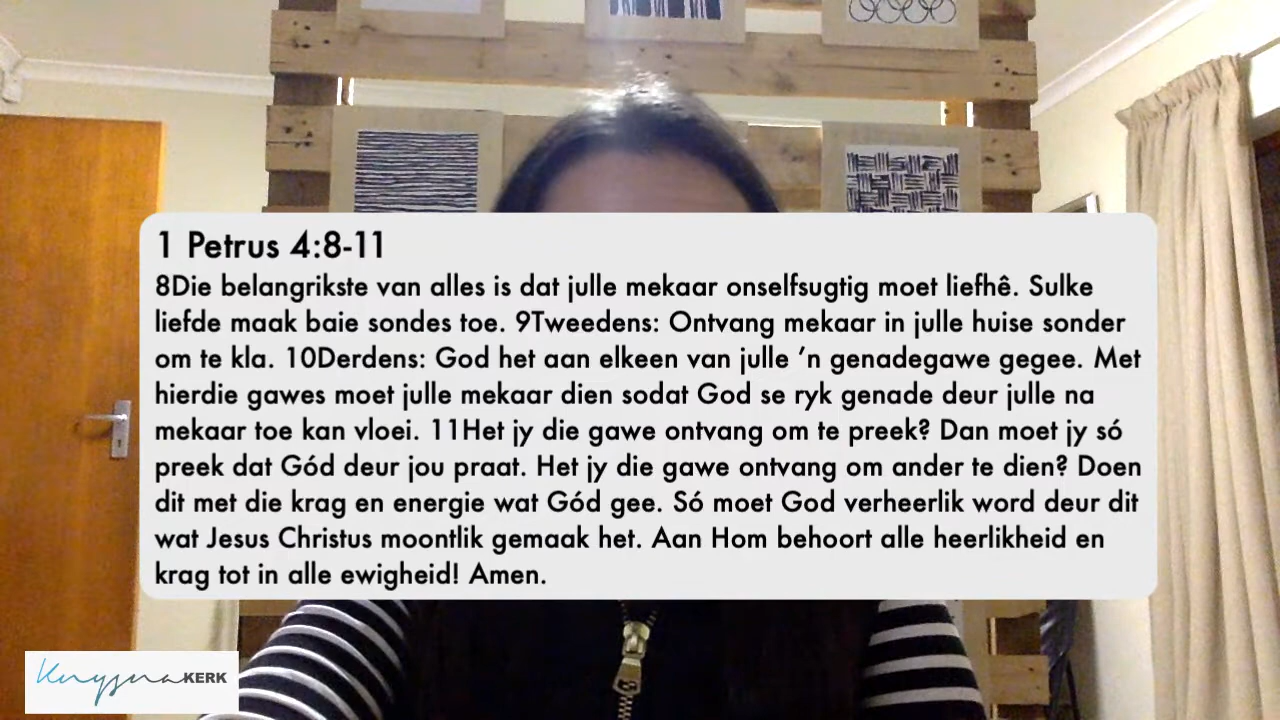 1 Petrus 4:8-11
8Die belangrikste van alles is dat julle mekaar onselfsugtig moet liefhê. Sulke
liefde maak baie sondes toe. 9Tweedens: Ontvang mekaar in julle huise sonder
om te kla. 10Derdens: God het aan elkeen van julle ’n genadegawe gegee. Met
hierdie gawes moet julle mekaar dien sodat God se ryk genade deur julle na
mekaar toe kan vloei. 11Het jy die gawe ontvang om te preek? Dan moet jy só
preek dat Gód deur jou praat. Het jy die gawe ontvang om ander te dien? Doen
dit met die krag en energie wat Gód gee. Só moet God verheerlik word deur dit
wat Jesus Christus moontlik gemaak het. Aan Hom behoort alle heerlikheid en
krag tot in alle ewigheid! Amen.
KnysnaKERK